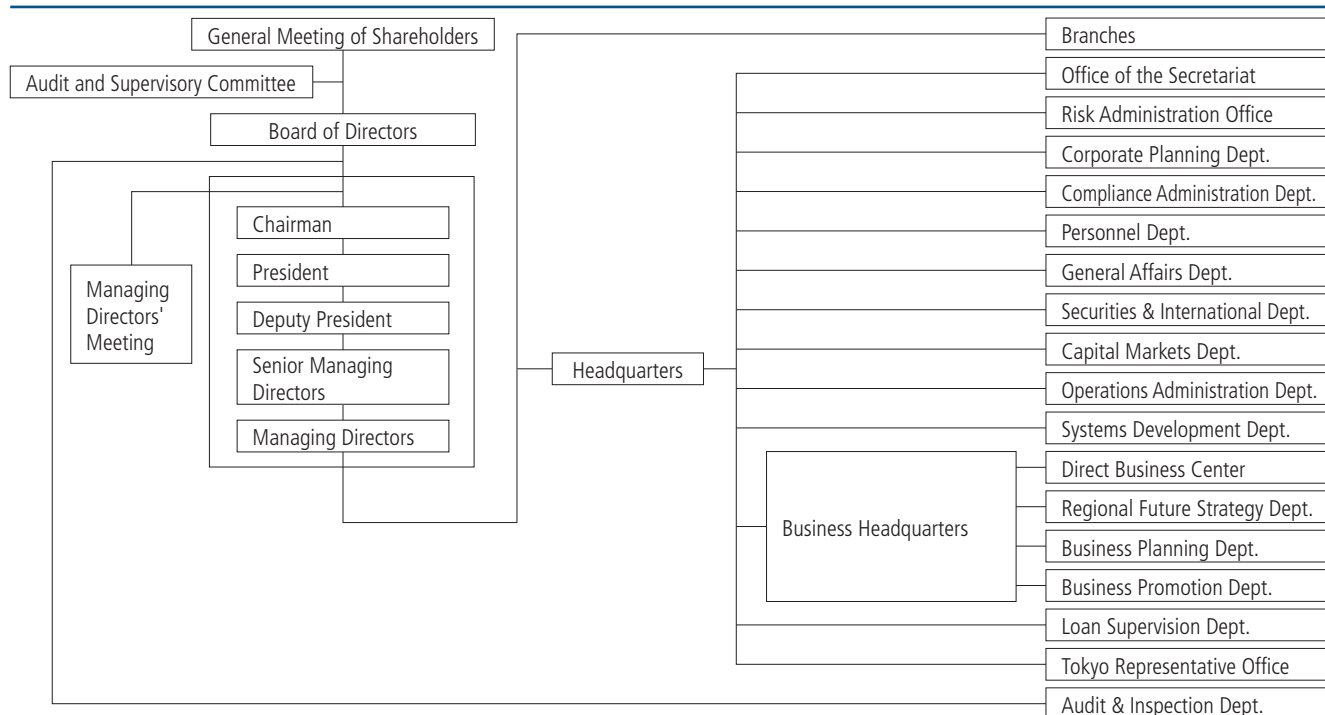 General Meeting of Shareholders
Audit and Supervisory Committee
Board of Directors
Chairman
President
Deputy President
Senior Managing
Directors
Managing Directors
Managing
Directors'
Meeting
Headquarters
Business Headquarters
Branches
Office of the Secretariat
Risk Administration Office
Corporate Planning Dept.
Compliance Administration Dept.
Personnel Dept.
General Affairs Dept.
Securities & International Dept.
Capital Markets Dept.
Operations Administration Dept.
Systems Development Dept.
Direct Business Center
Regional Future Strategy Dept.
Business Planning Dept.
Business Promotion Dept.
Loan Supervision Dept.
Tokyo Representative Office
Audit & Inspection Dept.